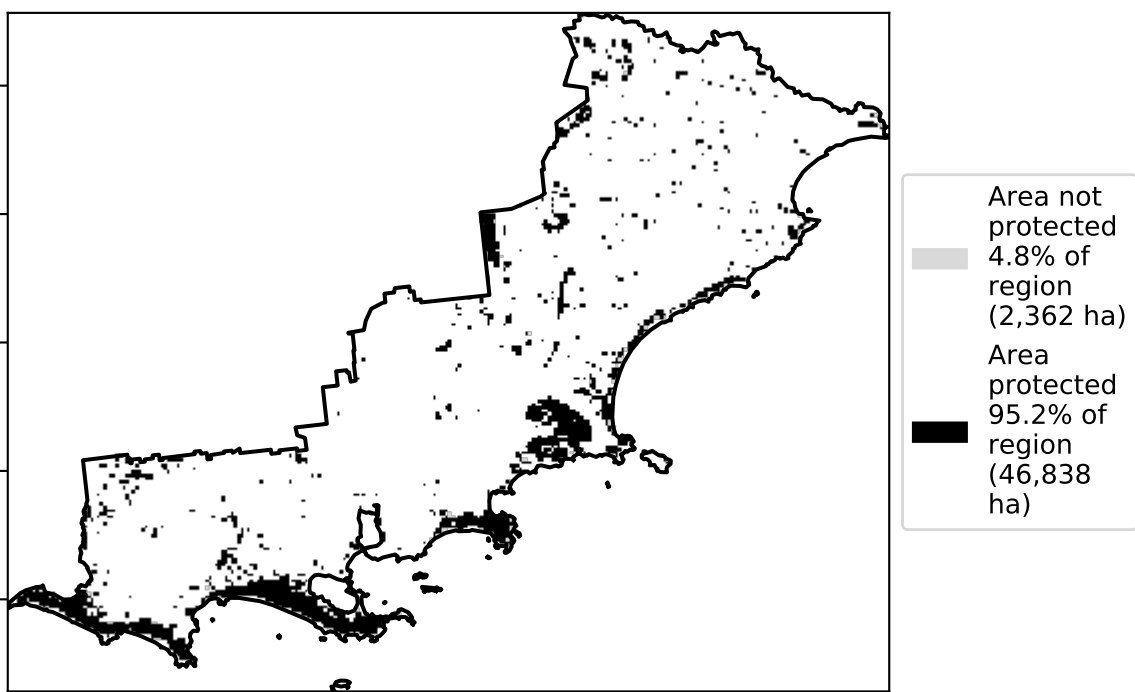 Area not
protected
4.8% of
region
(2,362 ha)
Area
protected
95.2% of
region
(46,838
ha)